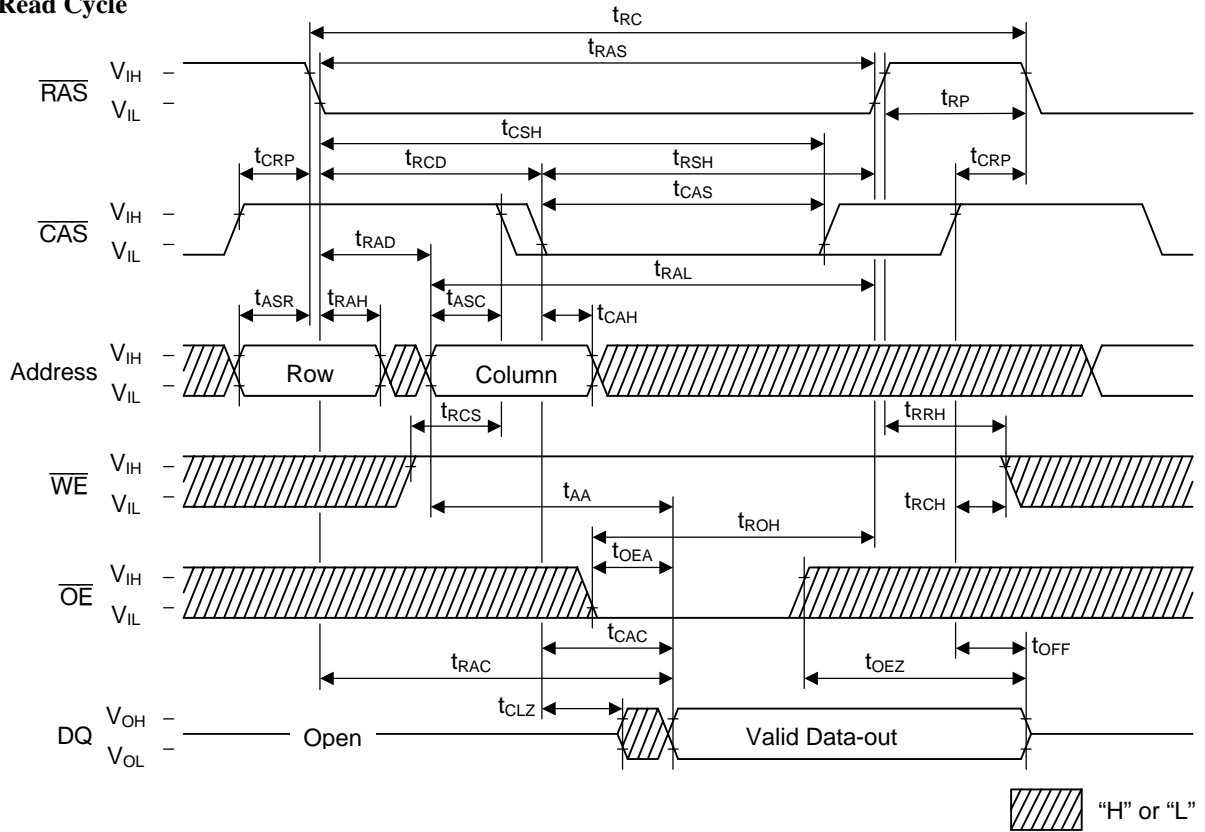 Read Cycle
tRC
tRAS
RAS
VIH
VIL
tRP
tCSH
tCRP
tRCD
tRSH
tCRP
tCAS
CAS
VIH
VIL
tRAD
tRAL
tASR
tRAH
tASC
tCAH
Address
VIH
VIL
Row
Column
tRCS
tRRH
WE
VIH
VIL
tAA
tRCH
tROH
tOEA
OE
VIH
VIL
tCAC
tOFF
tRAC
tOEZ
tCLZ
DQ
VOH
VOL
Open
Valid Data-out
“H” or “L”